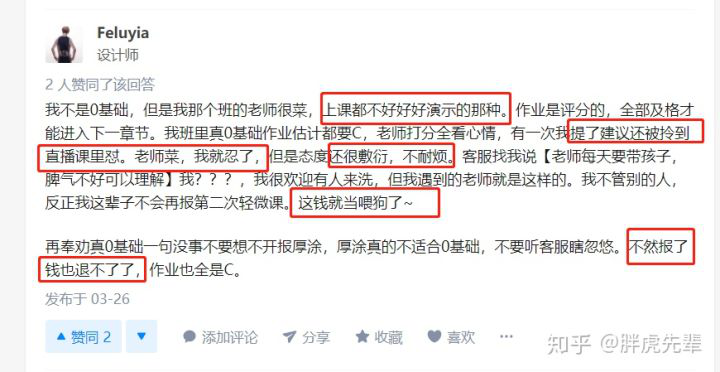 Feluyia
设计师
2 人赞同了该回答
我不是0基础，但是我那个班的老师很菜，上课都不好好好演示的那种。作业是评分的，全部及格才
能进入下一章节。我班里真0基础作业估计都要C，老师打分全看心情，有一次我提了建议还被拎到
直播课里怼。老师菜，我就忍了，但是态度还很敷衍，不耐烦。客服找我说【老师每天要带孩子，
脾气不好可以理解】我？？？，我很欢迎有人来洗，但我遇到的老师就是这样的。我不管别的人，
反正我这辈子不会再报第二次轻微课。这钱就当喂狗了~
再奉劝真0基础一句没事不要想不开报厚涂，厚涂真的不适合0基础，不要听客服瞎忽悠。不然报了
钱也退不了了，作业也全是C。
发布于 03-26
赞同 2
添加评论
分享
收藏
喜欢
知乎 @胖虎先辈